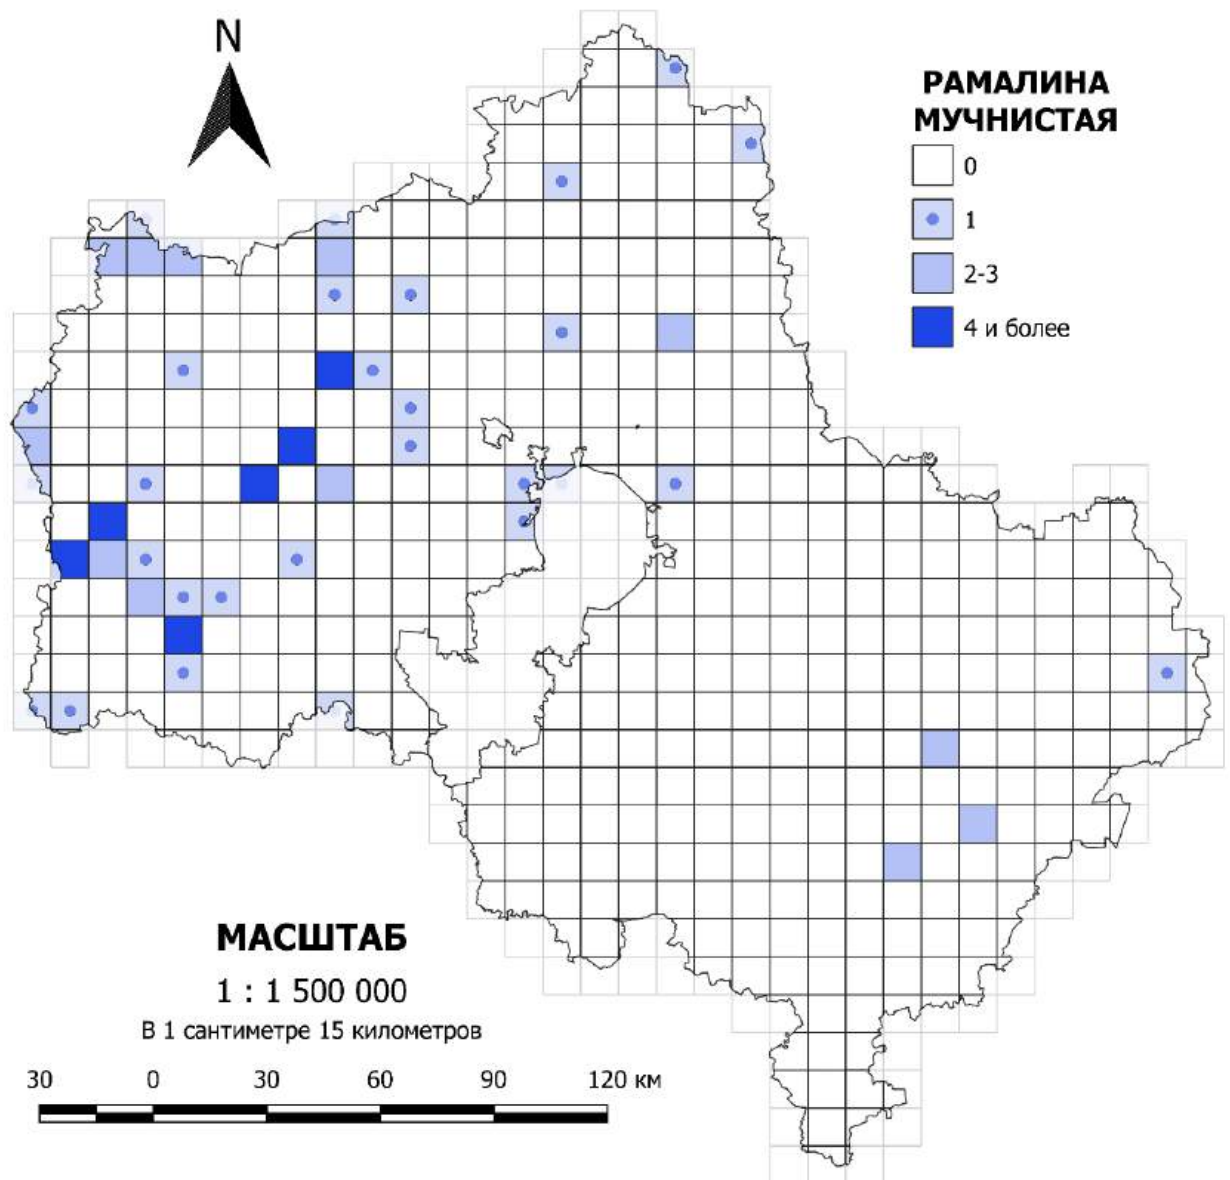 N
РАМАЛИНА
МУЧНИСТАЯ
0
1
2-3
4 и более
МАСШТАБ
1 : 1 500 000
В 1 сантиметре 15 километров
30 0 30 60 90 120 км